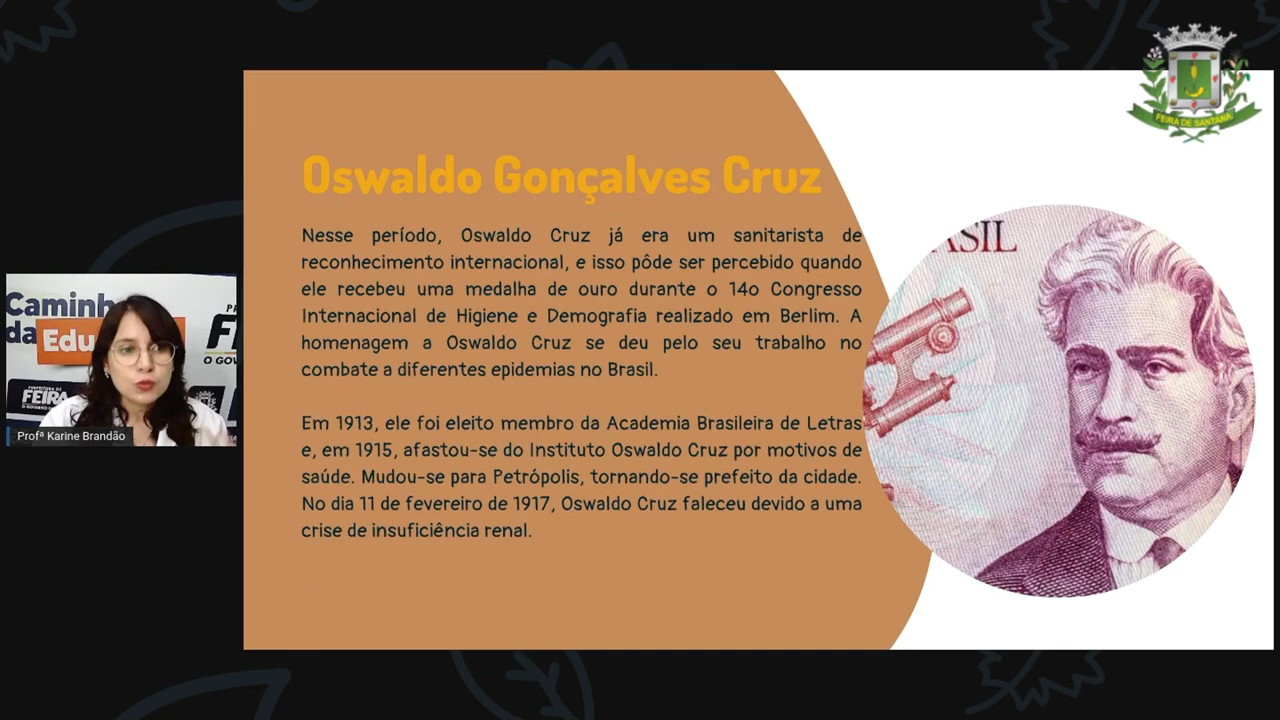 FEIRA DE SANTANA
Oswaldo Gonçalves Cruz
ASIL
Nesse período, Oswaldo Cruz já era um sanitarista de
reconhecimento internacional, e isso pôde ser percebido quando
ele recebeu uma medalha de ouro durante o 14o Congresso
Internacional de Higiene e Demografia realizado em Berlim. A
homenagem a Oswaldo Cruz se deu pelo seu trabalho no
combate a diferentes epidemias no Brasil.
Em 1913, ele foi eleito membro da Academia Brasileira de Letras
e, em 1915, afastou-se do Instituto Oswaldo Cruz por motivos de
saúde. Mudou-se para Petrópolis, tornando-se prefeito da cidade.
No dia 11 de fevereiro de 1917, Oswaldo Cruz faleceu devido a uma
crise de insuficiência renal.
Caminh
da
Edu
PR
FE
O GOV
PREFEITURA DE
FEIRA
Profª Karine Brandão